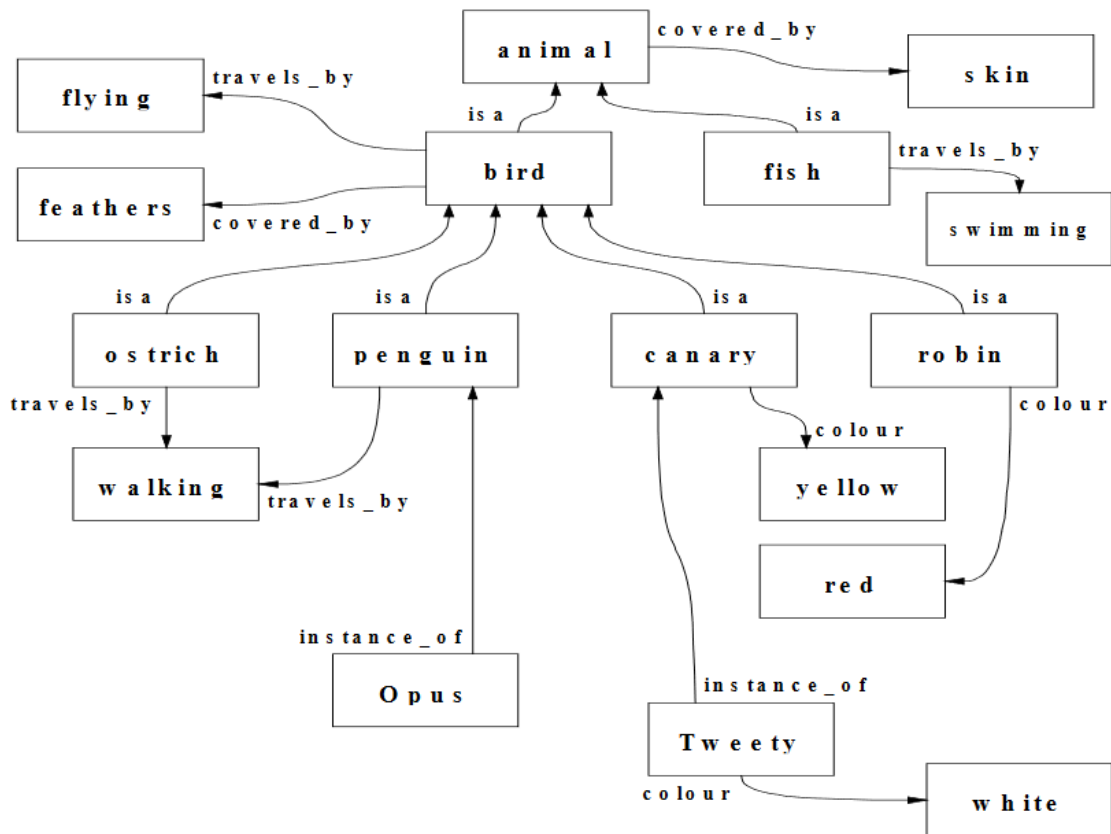 animal
covered_by
skin
flying
travels_by
is a
is a
bird
fish
travels_by
feathers
covered_by
swimming
is a
is a
is a
is a
ostrich
penguin
canary
robin
travels_by
colour
colour
walking
travels_by
yellow
red
instance_of
Opus
instance_of
Tweety
colour
white